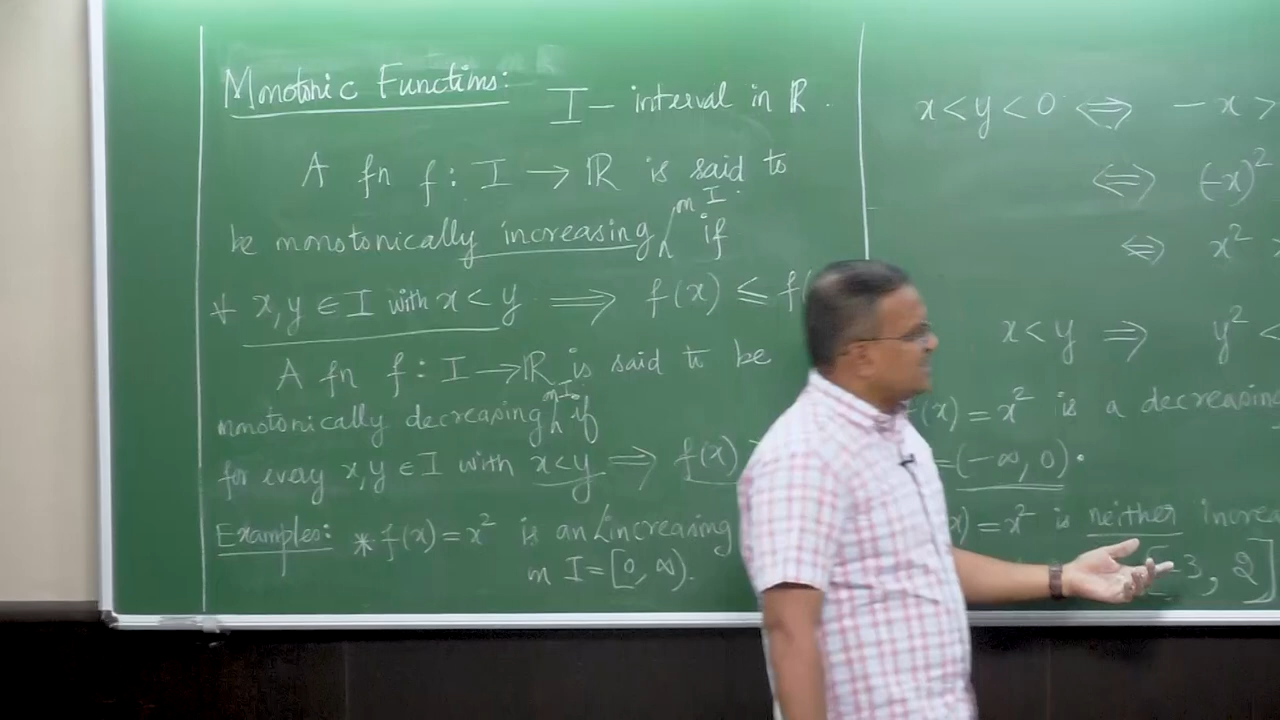 Monotonic Functions:
I – interval in ℝ.
A fn f: I → ℝ is said to
be monotonically increasing on I if
* x, y ∈ I with x < y ⟹ f(x) ≤ f(
A fn f: I → ℝ is said to be
monotonically decreasing on I if
for every x, y ∈ I with x<y ⟹ f(x)
Examples: * f(x) = x² is an increasing
on I = [0, ∞).
x < y < 0 ⟺ -x >
⟺ (-x)²
⟺ x²
x < y ⟹ y² <
f(x) = x² is a decreasing
= (-∞, 0).
x) = x² is neither increa
[-3, 2]